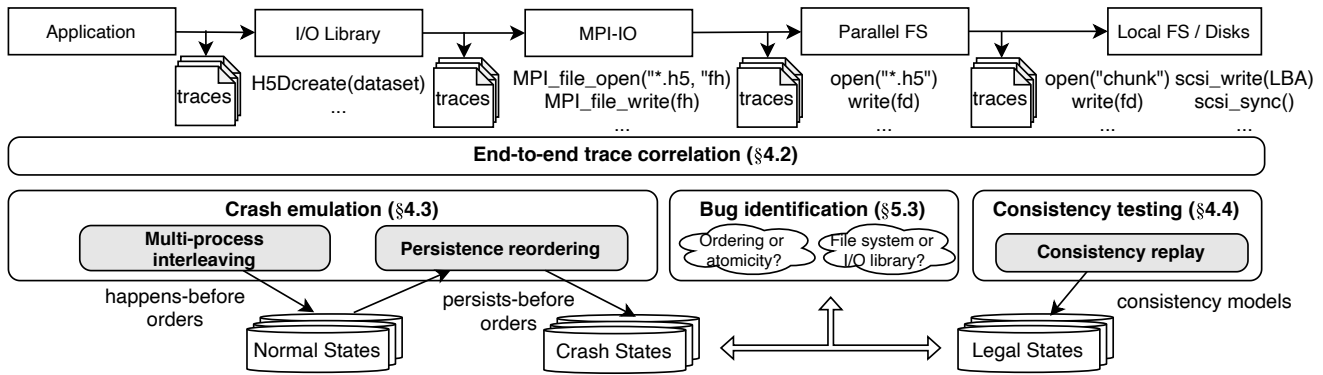 Application
I/O Library
MPI-IO
Parallel FS
Local FS / Disks
traces
H5Dcreate(dataset)
...
traces
MPI_file_open("*.h5, "fh)
MPI_file_write(fh)
...
traces
open("*.h5")
write(fd)
...
traces
open("chunk")
write(fd)
...
scsi_write(LBA)
scsi_sync()
...
End-to-end trace correlation (§4.2)
Crash emulation (§4.3)
Multi-process
interleaving
Persistence reordering
happens-before
orders
persists-before
orders
Normal States
Crash States
Bug identification (§5.3)
Ordering or
atomicity?
File system or
I/O library?
Consistency testing (§4.4)
Consistency replay
consistency models
Legal States